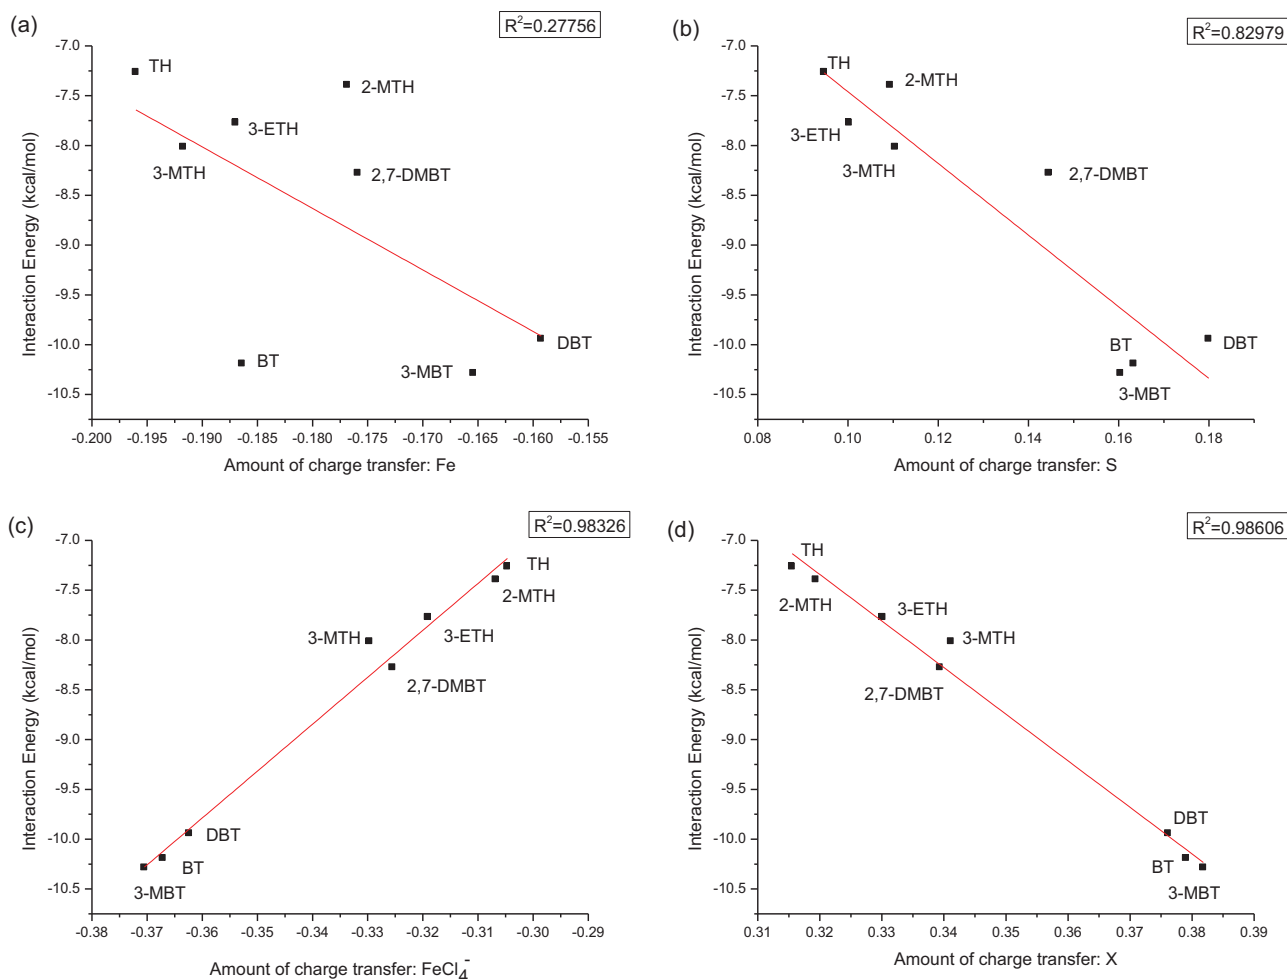 (a)
R²=0.27756
-7.0
-7.5
-8.0
-8.5
-9.0
-9.5
-10.0
-10.5
Interaction Energy (kcal/mol)
TH
2-MTH
3-ETH
3-MTH
2,7-DMBT
BT
3-MBT
DBT
-0.200 -0.195 -0.190 -0.185 -0.180 -0.175 -0.170 -0.165 -0.160 -0.155
Amount of charge transfer: Fe
(b)
R²=0.82979
-7.0
-7.5
-8.0
-8.5
-9.0
-9.5
-10.0
-10.5
Interaction Energy (kcal/mol)
TH
2-MTH
3-ETH
3-MTH
2,7-DMBT
BT
DBT
3-MBT
0.08 0.10 0.12 0.14 0.16 0.18
Amount of charge transfer: S
(c)
R²=0.98326
-7.0
-7.5
-8.0
-8.5
-9.0
-9.5
-10.0
-10.5
Interaction Energy (kcal/mol)
TH
2-MTH
3-MTH
3-ETH
2,7-DMBT
DBT
BT
3-MBT
-0.38 -0.37 -0.36 -0.35 -0.34 -0.33 -0.32 -0.31 -0.30 -0.29
Amount of charge transfer: FeCl₄⁻
(d)
R²=0.98606
-7.0
-7.5
-8.0
-8.5
-9.0
-9.5
-10.0
-10.5
Interaction Energy (kcal/mol)
TH
2-MTH
3-ETH
3-MTH
2,7-DMBT
DBT
BT
3-MBT
0.31 0.32 0.33 0.34 0.35 0.36 0.37 0.38 0.39
Amount of charge transfer: X